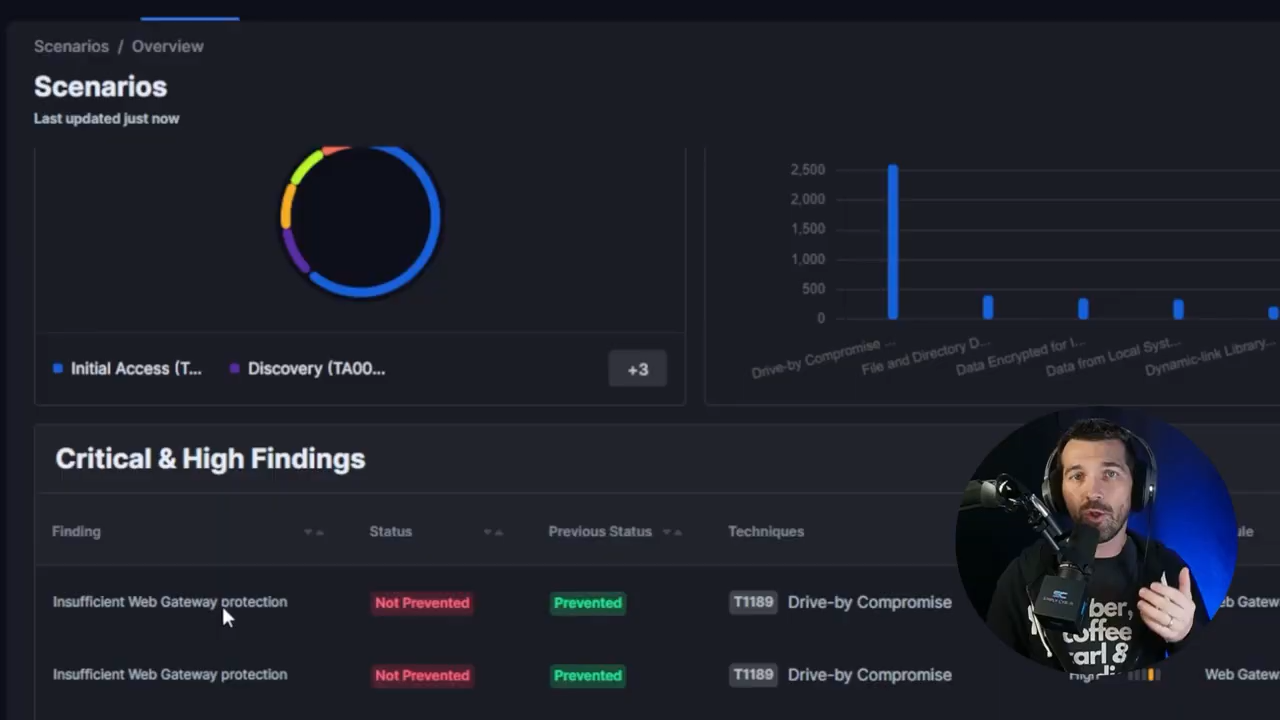 Scenarios / Overview
Scenarios
Last updated just now
2,500
2,000
1,500
1,000
500
0
Drive-by Compromise ...
File and Directory D...
Data Encrypted for I...
Data from Local Syst...
Dynamic-link Library...
Initial Access (T...
Discovery (TA00...
+3
Critical & High Findings
Finding Status Previous Status Techniques
Insufficient Web Gateway protection Not Prevented Prevented T1189 Drive-by Compromise
Insufficient Web Gateway protection Not Prevented Prevented T1189 Drive-by Compromise Web Gatew